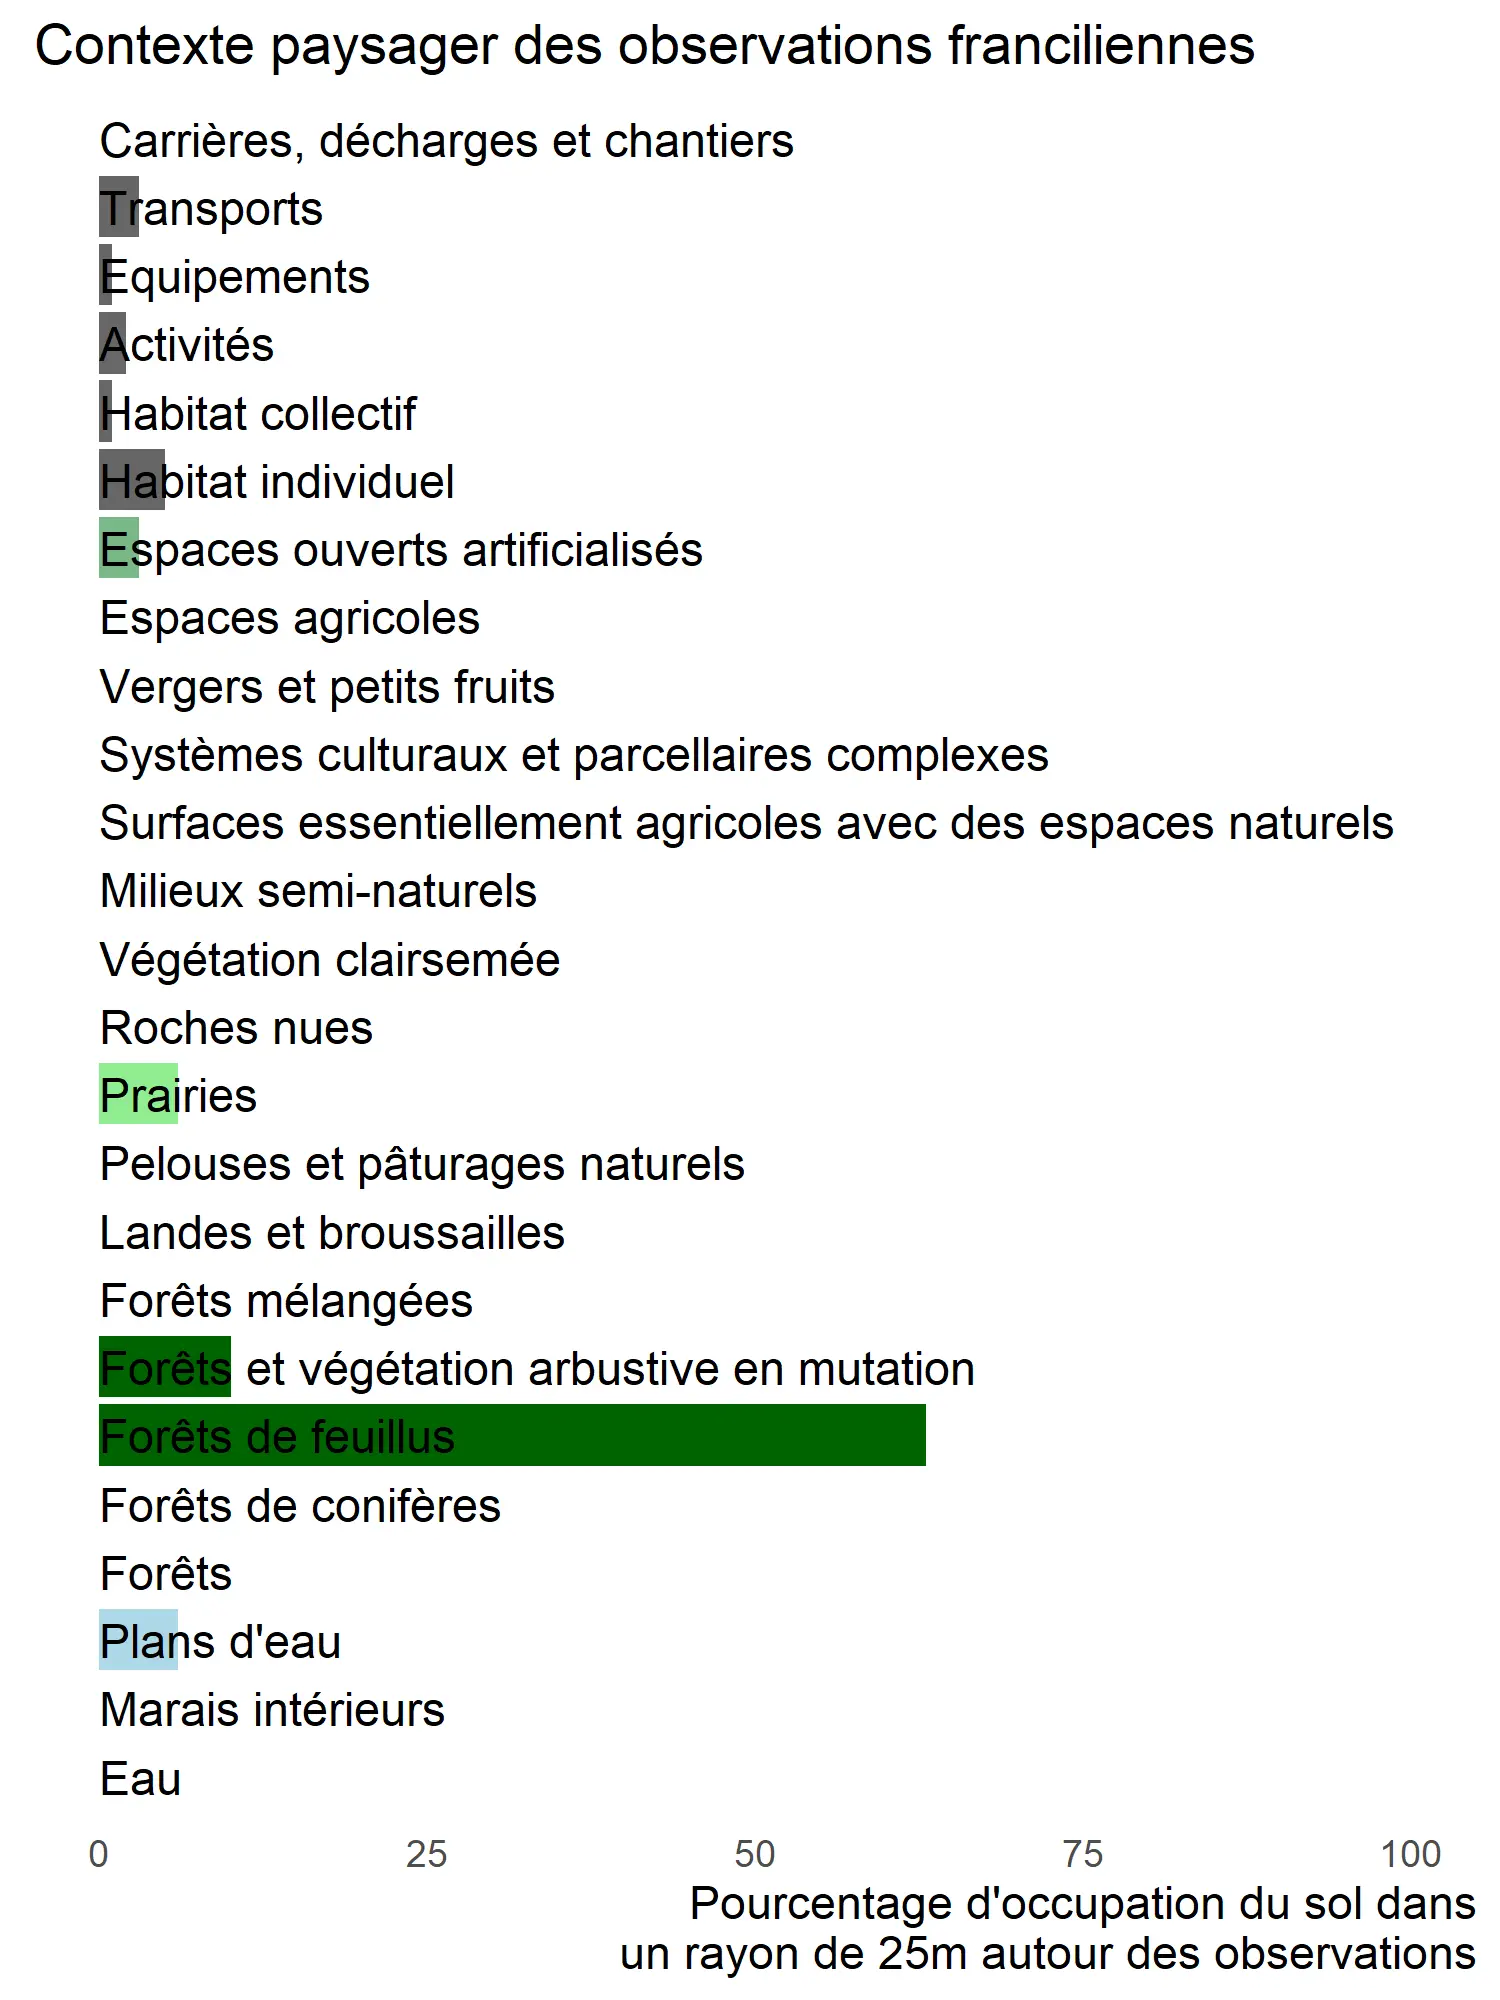 Contexte paysager des observations franciliennes
Carrières, décharges et chantiers
Transports
Equipements
Activités
Habitat collectif
Habitat individuel
Espaces ouverts artificialisés
Espaces agricoles
Vergers et petits fruits
Systèmes culturaux et parcellaires complexes
Surfaces essentiellement agricoles avec des espaces naturels
Milieux semi-naturels
Végétation clairsemée
Roches nues
Prairies
Pelouses et pâturages naturels
Landes et broussailles
Forêts mélangées
Forêts et végétation arbustive en mutation
Forêts de feuillus
Forêts de conifères
Forêts
Plans d'eau
Marais intérieurs
Eau
0 25 50 75 100
Pourcentage d'occupation du sol dans
un rayon de 25m autour des observations